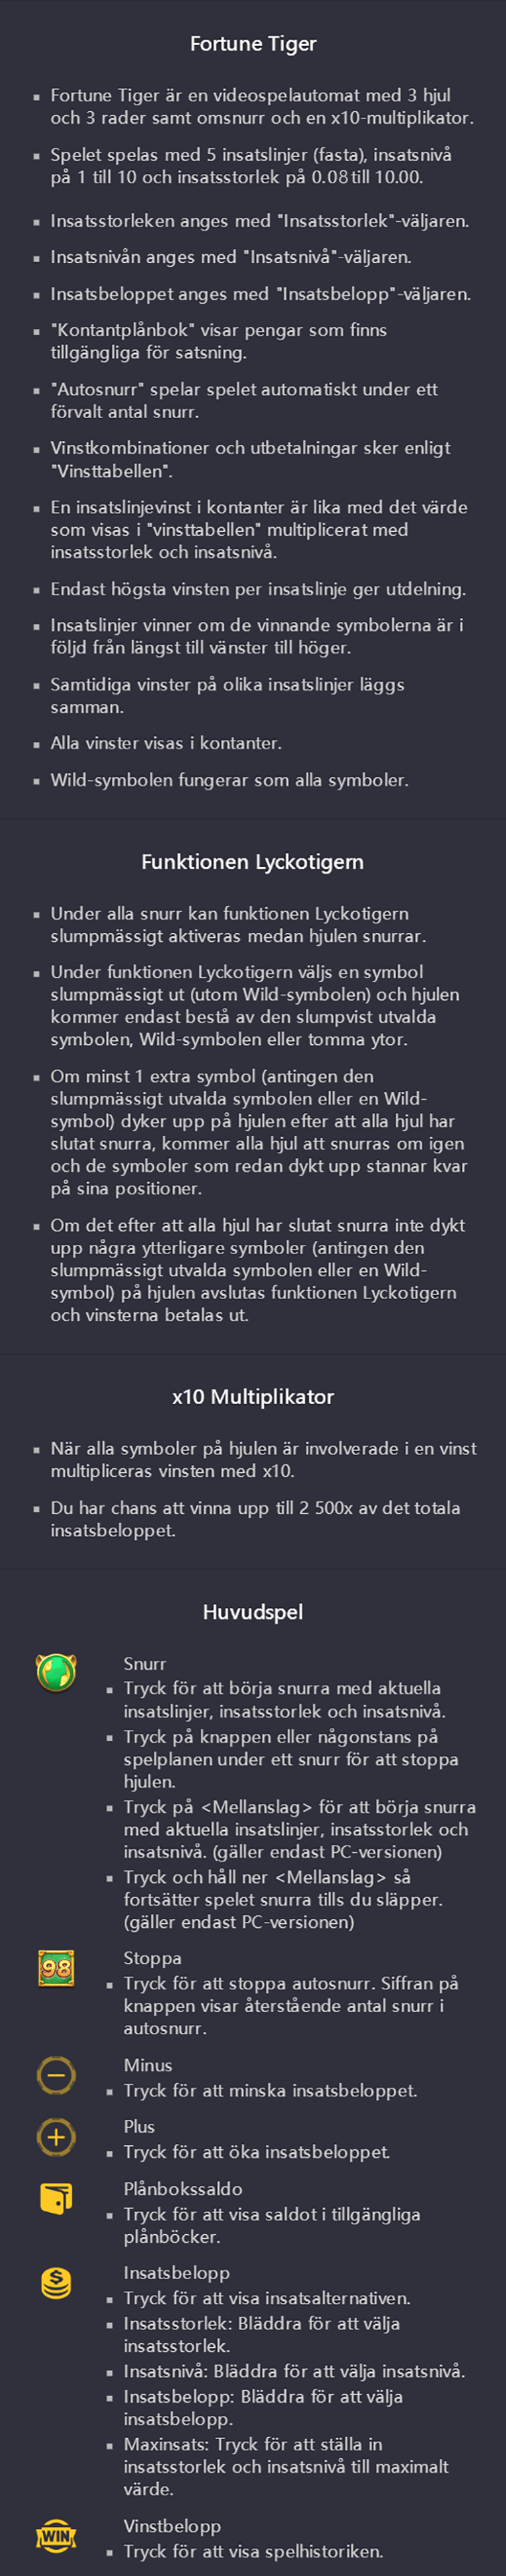 Fortune Tiger
Fortune Tiger är en videospelautomat med 3 hjul
och 3 rader samt omsnurr och en x10-multiplikator.
Spelet spelas med 5 insatslinjer (fasta), insatsnivå
på 1 till 10 och insatsstorlek på 0.08 till 10.00.
Insatsstorleken anges med "Insatsstorlek"-väljaren.
Insatsnivån anges med "Insatsnivå"-väljaren.
Insatsbeloppet anges med "Insatsbelopp"-väljaren.
"Kontantplånbok" visar pengar som finns
tillgängliga för satsning.
"Autosnurr" spelar spelet automatiskt under ett
förvalt antal snurr.
Vinstkombinationer och utbetalningar sker enligt
"Vinsttabellen".
En insatslinjevinst i kontanter är lika med det värde
som visas i "vinsttabellen" multiplicerat med
insatsstorlek och insatsnivå.
Endast högsta vinsten per insatslinje ger utdelning.
Insatslinjer vinner om de vinnande symbolerna är i
följd från längst till vänster till höger.
Samtidiga vinster på olika insatslinjer läggs
samman.
Alla vinster visas i kontanter.
Wild-symbolen fungerar som alla symboler.
Funktionen Lyckotigern
Under alla snurr kan funktionen Lyckotigern
slumpmässigt aktiveras medan hjulen snurrar.
Under funktionen Lyckotigern väljs en symbol
slumpmässigt ut (utom Wild-symbolen) och hjulen
kommer endast bestå av den slumpvist utvalda
symbolen, Wild-symbolen eller tomma ytor.
Om minst 1 extra symbol (antingen den
slumpmässigt utvalda symbolen eller en Wild-
symbol) dyker upp på hjulen efter att alla hjul har
slutat snurra, kommer alla hjul att snurras om igen
och de symboler som redan dykt upp stannar kvar
på sina positioner.
Om det efter att alla hjul har slutat snurra inte dykt
upp några ytterligare symboler (antingen den
slumpmässigt utvalda symbolen eller en Wild-
symbol) på hjulen avslutas funktionen Lyckotigern
och vinsterna betalas ut.
x10 Multiplikator
När alla symboler på hjulen är involverade i en vinst
multipliceras vinsten med x10.
Du har chans att vinna upp till 2 500x av det totala
insatsbeloppet.
Huvudspel
Snurr
Tryck för att börja snurra med aktuella
insatslinjer, insatsstorlek och insatsnivå.
Tryck på knappen eller någonstans på
spelplanen under ett snurr för att stoppa
hjulen.
Tryck på <Mellanslag> för att börja snurra
med aktuella insatslinjer, insatsstorlek och
insatsnivå. (gäller endast PC-versionen)
Tryck och håll ner <Mellanslag> så
fortsätter spelet snurra tills du släpper.
(gäller endast PC-versionen)
98
Stoppa
Tryck för att stoppa autosnurr. Siffran på
knappen visar återstående antal snurr i
autosnurr.
Minus
Tryck för att minska insatsbeloppet.
Plus
Tryck för att öka insatsbeloppet.
Plånbokssaldo
Tryck för att visa saldot i tillgängliga
plånböcker.
Insatsbelopp
Tryck för att visa insatsalternativen.
Insatsstorlek: Bläddra för att välja
insatsstorlek.
Insatsnivå: Bläddra för att välja insatsnivå.
Insatsbelopp: Bläddra för att välja
insatsbelopp.
Maxinsats: Tryck för att ställa in
insatsstorlek och insatsnivå till maximalt
värde.
WIN
Vinstbelopp
Tryck för att visa spelhistoriken.